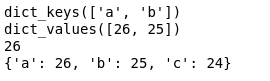 dict_keys(['a', 'b'])
dict_values([26, 25])
26
{'a': 26, 'b': 25, 'c': 24}